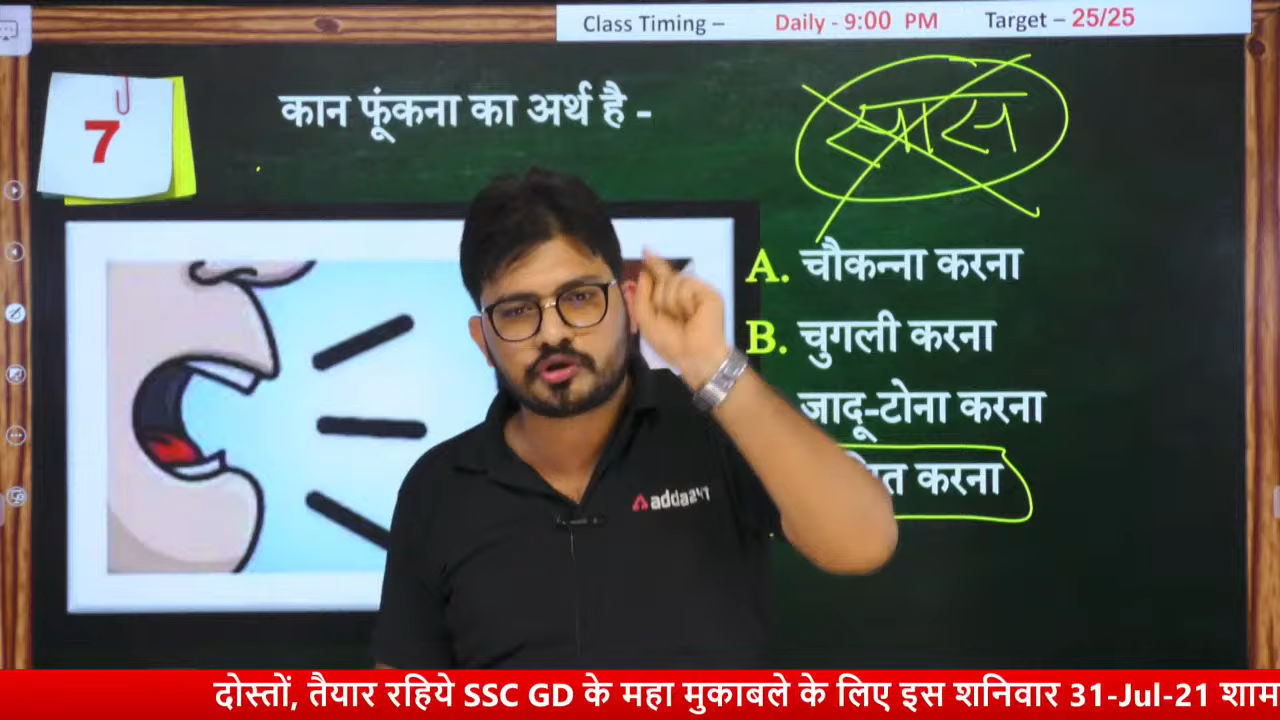 Class Timing – Daily - 9:00 PM Target – 25/25
7
कान फूंकना का अर्थ है -
A. चौकन्ना करना
B. चुगली करना
जादू-टोना करना
करना
adda247
दोस्तों, तैयार रहिये SSC GD के महा मुकाबले के लिए इस शनिवार 31-Jul-21 शाम